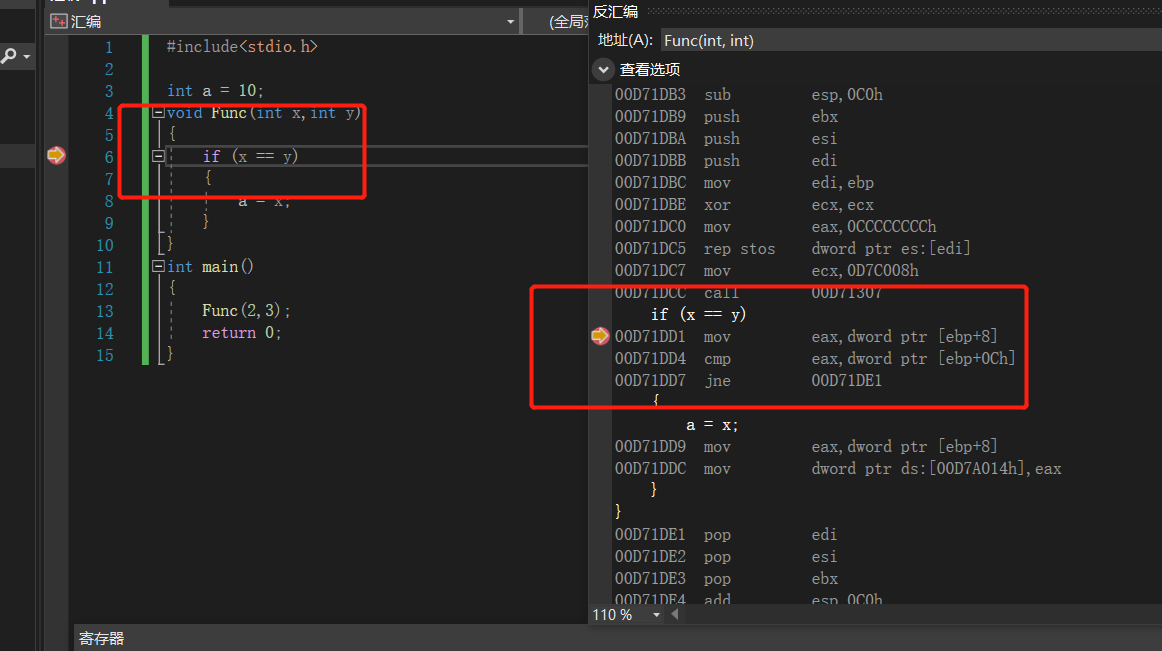 汇编
(全局
1 #include<stdio.h>
2
3 int a = 10;
4 void Func(int x,int y)
5 {
6 if (x == y)
7 {
8 a = x;
9 }
10 }
11 int main()
12 {
13 Func(2,3);
14 return 0;
15 }
寄存器
反汇编
地址(A): Func(int, int)
查看选项
00D71DB3 sub esp,0C0h
00D71DB9 push ebx
00D71DBA push esi
00D71DBB push edi
00D71DBC mov edi,ebp
00D71DBE xor ecx,ecx
00D71DC0 mov eax,0CCCCCCCCh
00D71DC5 rep stos dword ptr es:[edi]
00D71DC7 mov ecx,0D7C008h
00D71DCC call 00D71307
if (x == y)
00D71DD1 mov eax,dword ptr [ebp+8]
00D71DD4 cmp eax,dword ptr [ebp+0Ch]
00D71DD7 jne 00D71DE1
{
a = x;
00D71DD9 mov eax,dword ptr [ebp+8]
00D71DDC mov dword ptr ds:[00D7A014h],eax
}
}
00D71DE1 pop edi
00D71DE2 pop esi
00D71DE3 pop ebx
00D71DE4 add esp,0C0h
110 %